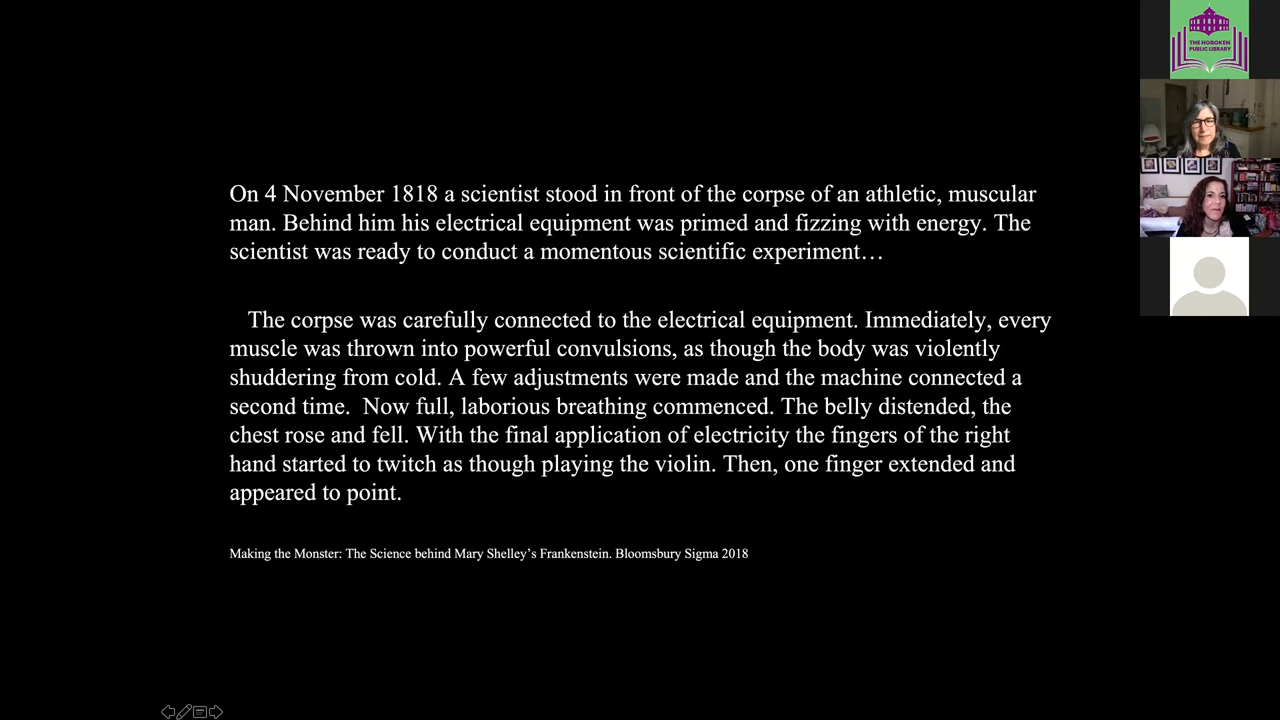 On 4 November 1818 a scientist stood in front of the corpse of an athletic, muscular
man. Behind him his electrical equipment was primed and fizzing with energy. The
scientist was ready to conduct a momentous scientific experiment…
The corpse was carefully connected to the electrical equipment. Immediately, every
muscle was thrown into powerful convulsions, as though the body was violently
shuddering from cold. A few adjustments were made and the machine connected a
second time.  Now full, laborious breathing commenced. The belly distended, the
chest rose and fell. With the final application of electricity the fingers of the right
hand started to twitch as though playing the violin. Then, one finger extended and
appeared to point.
Making the Monster: The Science behind Mary Shelley’s Frankenstein. Bloomsbury Sigma 2018
THE HOBOKEN
PUBLIC LIBRARY